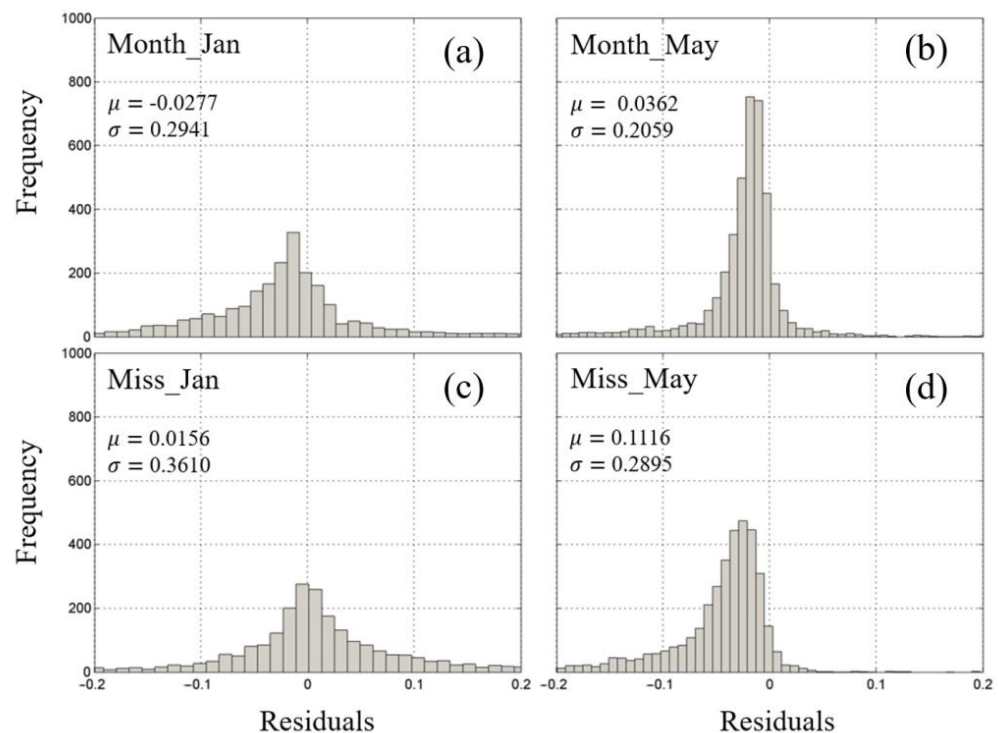 1000
800
600
400
200
0
Frequency
Month_Jan
(a)
μ = -0.0277
σ = 0.2941
Month_May
(b)
μ = 0.0362
σ = 0.2059
1000
800
600
400
200
0
Frequency
Miss_Jan
(c)
μ = 0.0156
σ = 0.3610
Miss_May
(d)
μ = 0.1116
σ = 0.2895
−0.2 −0.1 0 0.1 0.2
−0.2 −0.1 0 0.1 0.2
Residuals
Residuals